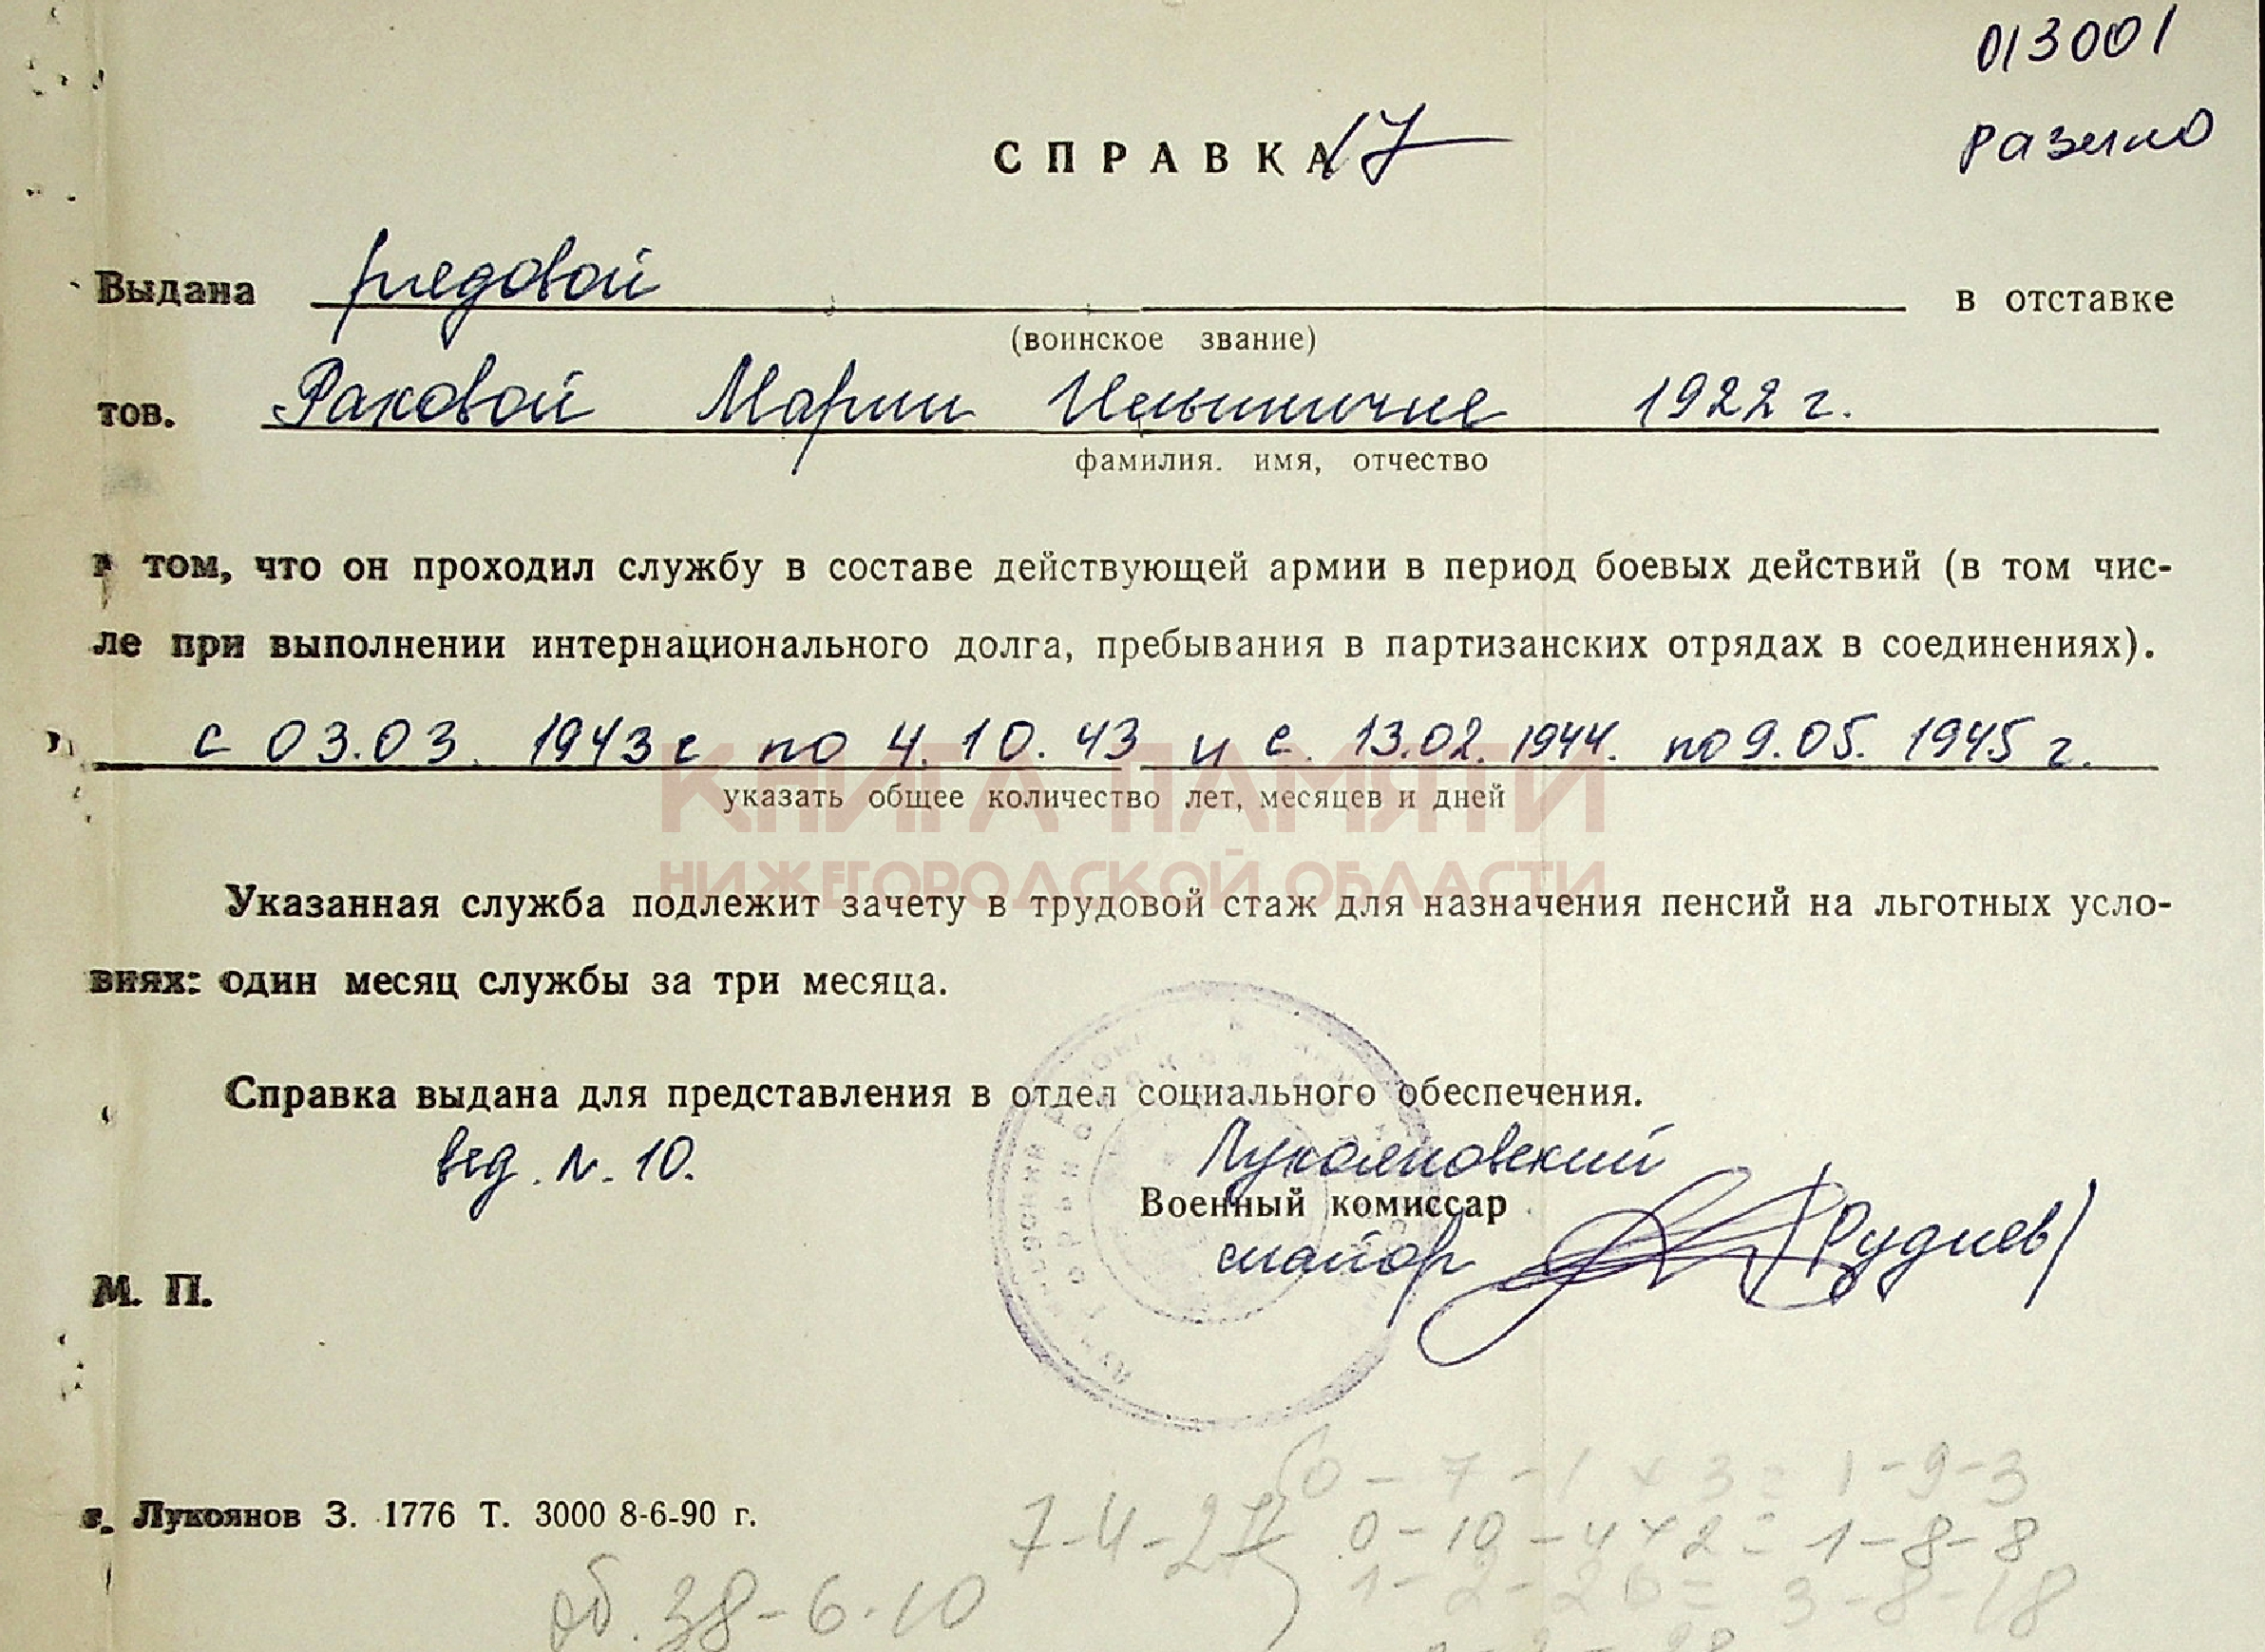 013001
Разино
СПРАВКА 17
Выдана рядовой в отставке
(воинское звание)
тов. Раковой Марии Ильиничне 1922 г.
фамилия. имя, отчество
в том, что он проходил службу в составе действующей армии в период боевых действий (в том чис-
ле при выполнении интернационального долга, пребывания в партизанских отрядах в соединениях).
с 03.03. 1943 г по 4.10.43 и с 13.02.1944. по 9.05.1945 г.
указать общее количество лет, месяцев и дней
КНИГА ПАМЯТИ
НИЖЕГОРОДСКОЙ ОБЛАСТИ
Указанная служба подлежит зачету в трудовой стаж для назначения пенсий на льготных усло-
виях: один месяц службы за три месяца.
Справка выдана для представления в отдел социального обеспечения.
вед. N. 10.
Лукояновский
Военный комиссар
майор (Руднев)
М. П.
0-7-1×3=1-9-3
7-4-27
0-10-4×2=1-8-8
1-2-26=3-8-18
г. Лукоянов З. 1776 Т. 3000 8-6-90 г.
об. 38-6-10